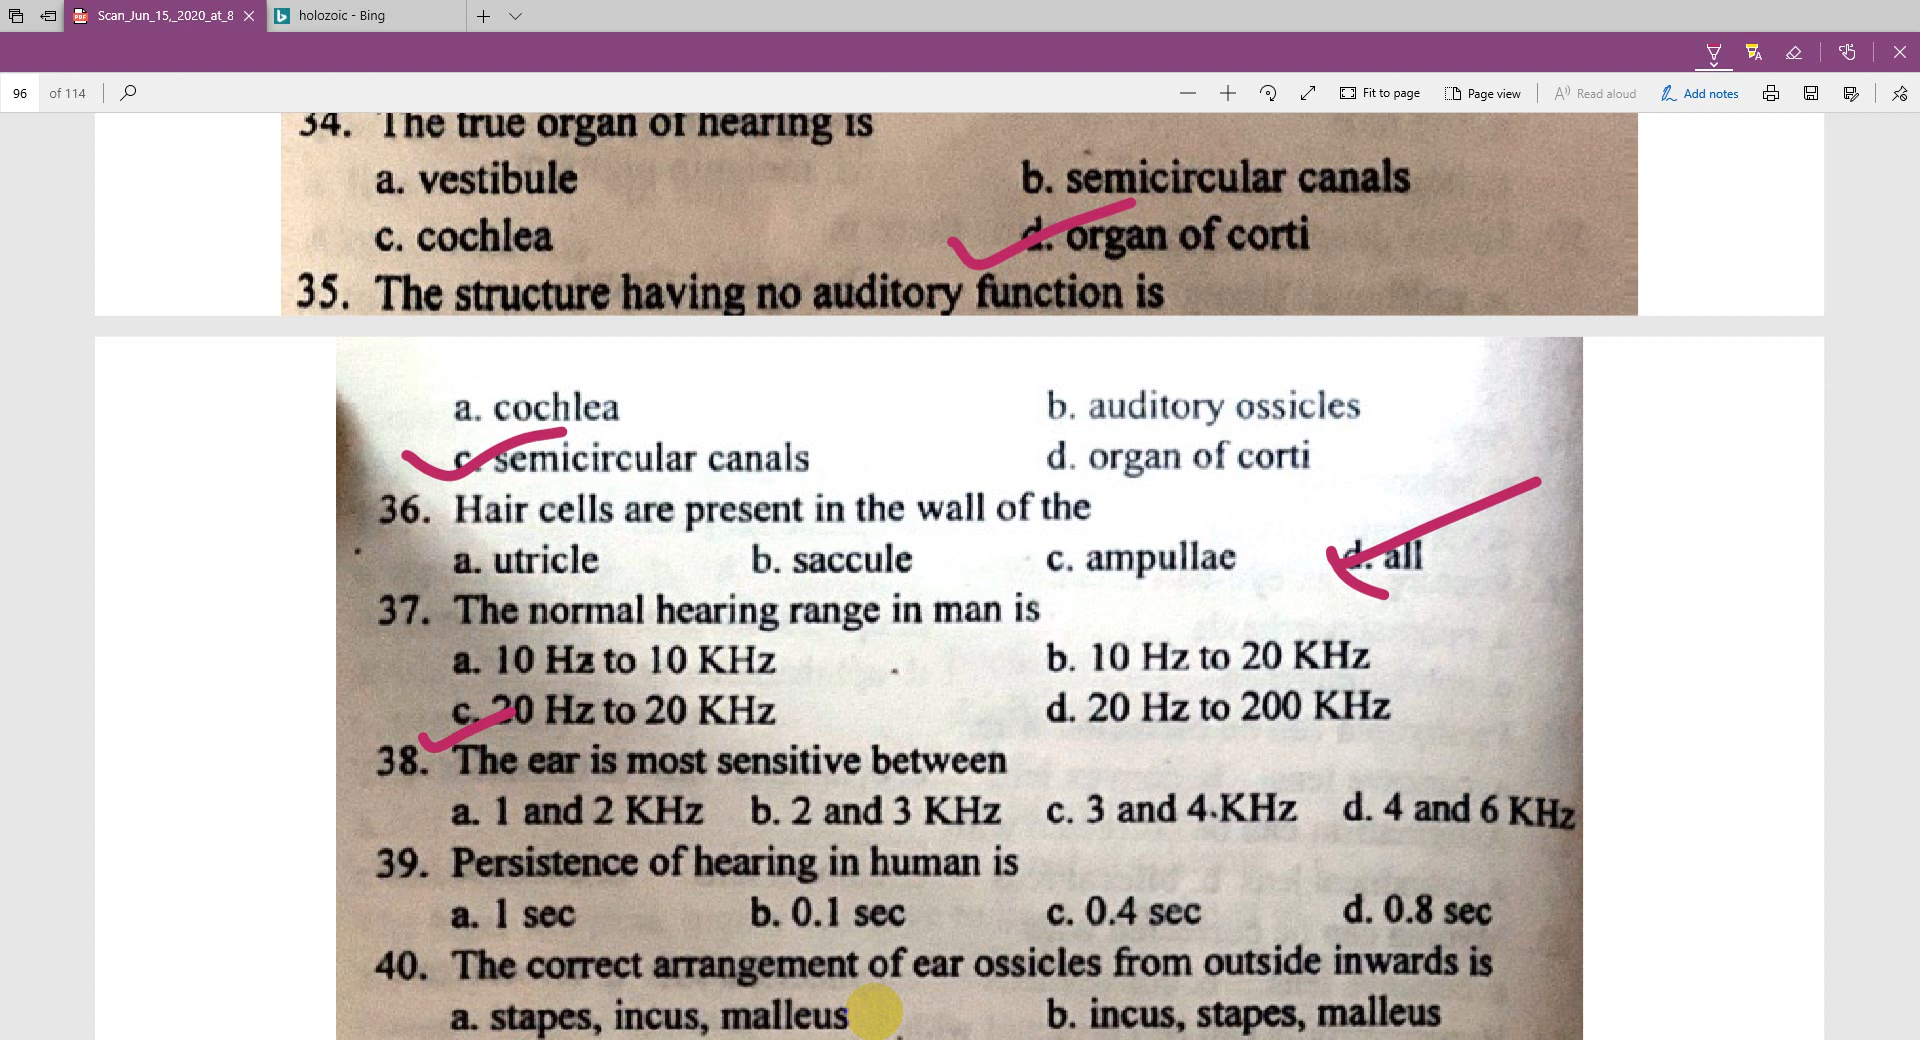 Scan_Jun_15,_2020_at_8
holozoic - Bing
96 of 114
Fit to page
Page view
Read aloud
Add notes
34. The true organ of hearing is
a. vestibule b. semicircular canals
c. cochlea d. organ of corti
35. The structure having no auditory function is
a. cochlea b. auditory ossicles
c. semicircular canals d. organ of corti
36. Hair cells are present in the wall of the
a. utricle b. saccule c. ampullae d. all
37. The normal hearing range in man is
a. 10 Hz to 10 KHz b. 10 Hz to 20 KHz
c. 20 Hz to 20 KHz d. 20 Hz to 200 KHz
38. The ear is most sensitive between
a. 1 and 2 KHz b. 2 and 3 KHz c. 3 and 4 KHz d. 4 and 6 KHz
39. Persistence of hearing in human is
a. 1 sec b. 0.1 sec c. 0.4 sec d. 0.8 sec
40. The correct arrangement of ear ossicles from outside inwards is
a. stapes, incus, malleus b. incus, stapes, malleus